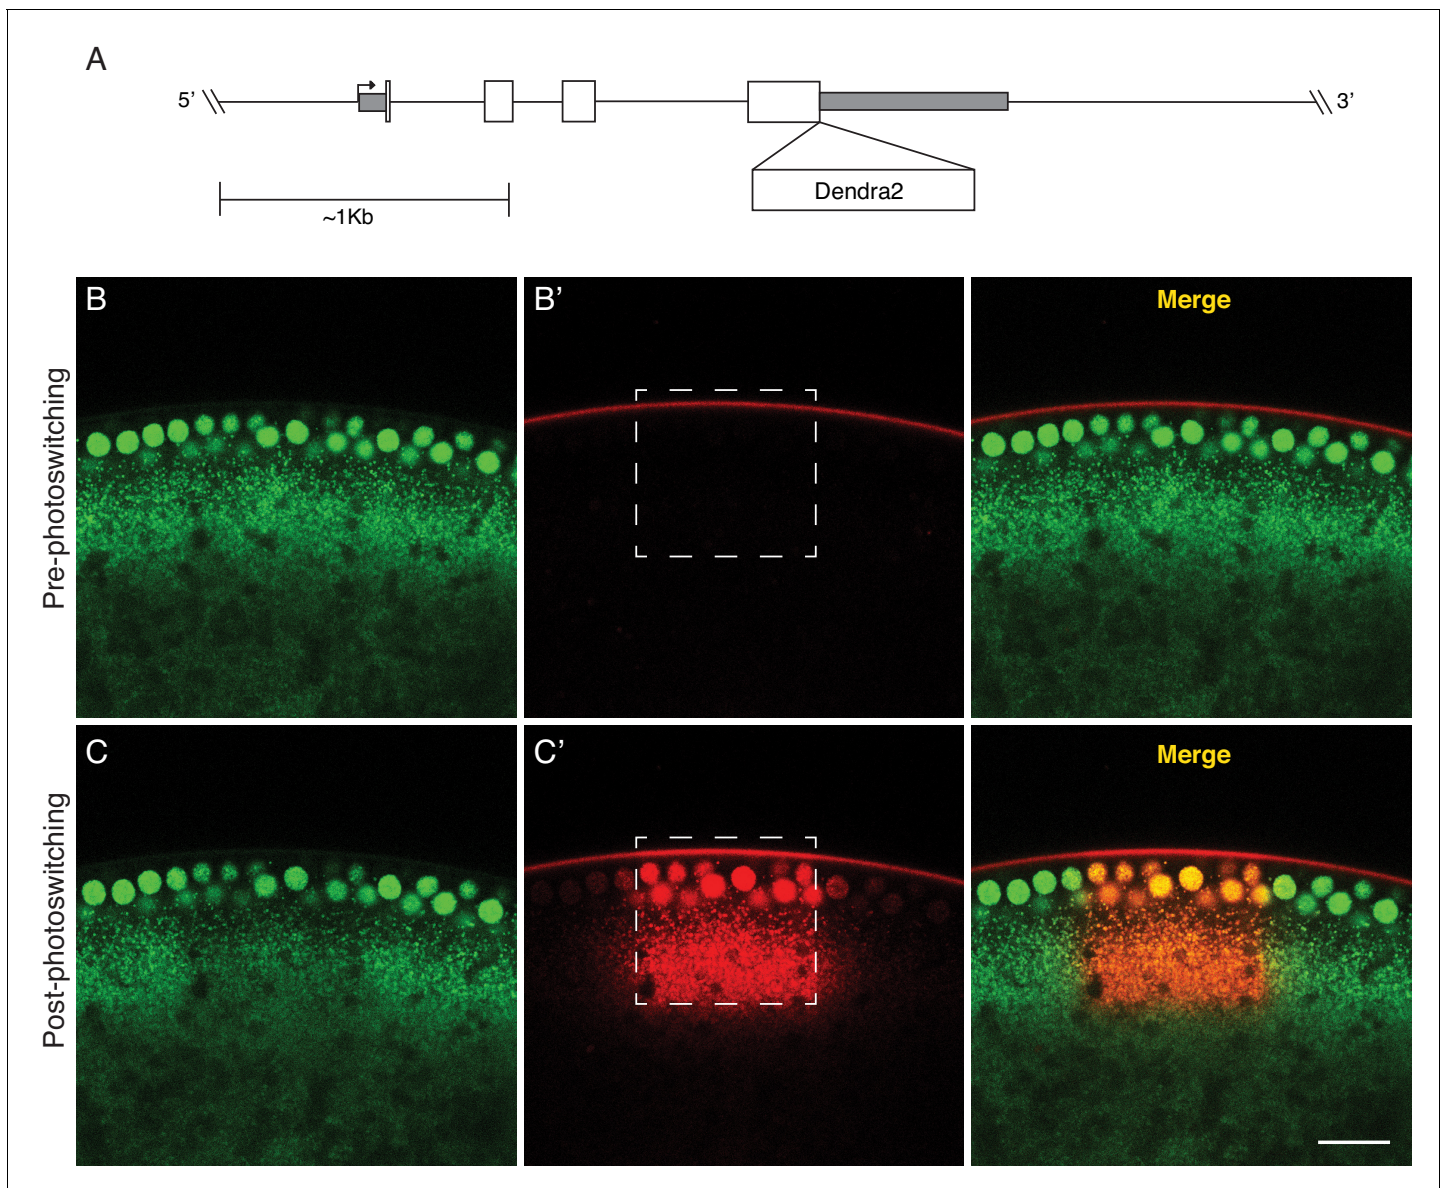 A
5’ 3’
~1Kb
Dendra2
Pre-photoswitching
B B’ Merge
Post-photoswitching
C C’ Merge